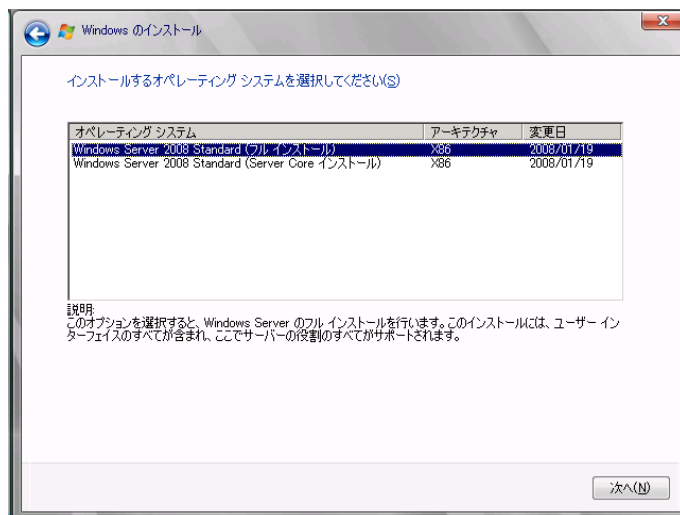 Windows のインストール
インストールするオペレーティング システムを選択してください(S)
オペレーティング システム アーキテクチャ 変更日
Windows Server 2008 Standard (フル インストール) X86 2008/01/19
Windows Server 2008 Standard (Server Core インストール) X86 2008/01/19
説明:
このオプションを選択すると、Windows Server のフル インストールを行います。このインストールには、ユーザー イン
ターフェイスのすべてが含まれ、ここでサーバーの役割のすべてがサポートされます。
次へ(N)